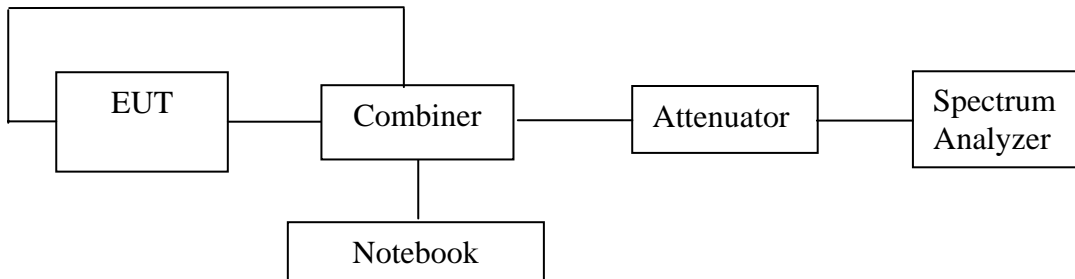 EUT
Combiner
Attenuator
Spectrum
Analyzer
Notebook